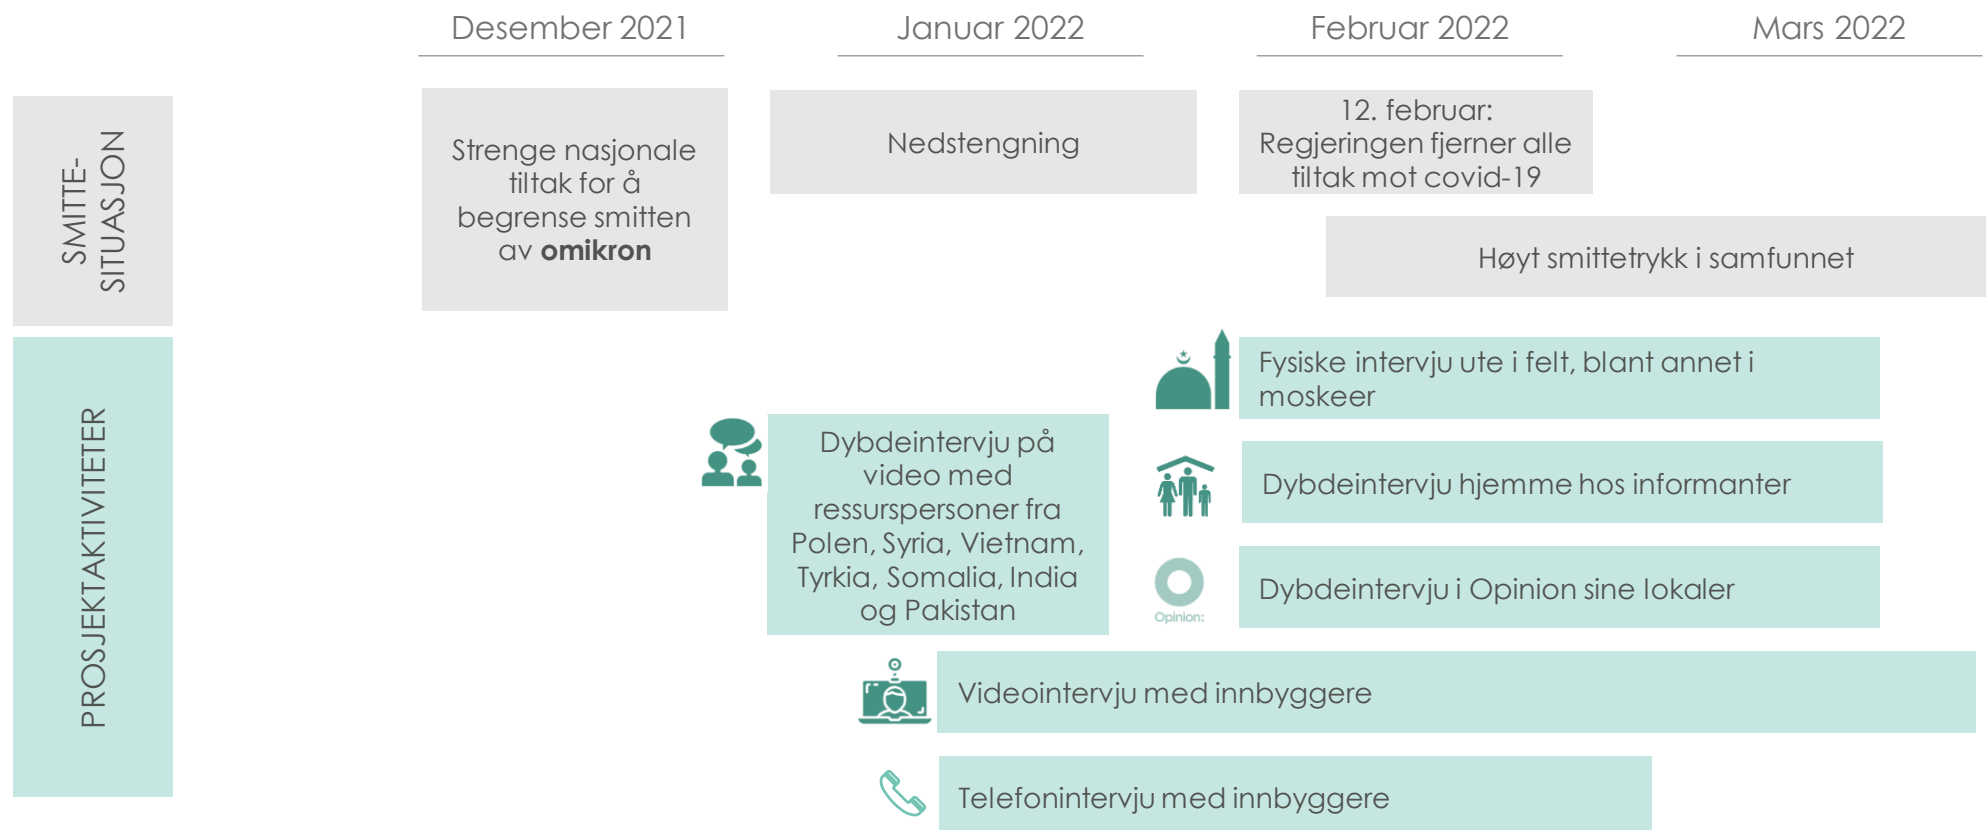 Desember 2021
Januar 2022
Februar 2022
Mars 2022
SMITTE-
SITUASJON
Strenge nasjonale
tiltak for å
begrense smitten
av omikron
Nedstengning
12. februar:
Regjeringen fjerner alle
tiltak mot covid-19
Høyt smittetrykk i samfunnet
PROSJEKTAKTIVITETER
Fysiske intervju ute i felt, blant annet i
moskeer
Dybdeintervju på
video med
ressurspersoner fra
Polen, Syria, Vietnam,
Tyrkia, Somalia, India
og Pakistan
Dybdeintervju hjemme hos informanter
Opinion:
Dybdeintervju i Opinion sine lokaler
Videointervju med innbyggere
Telefonintervju med innbyggere